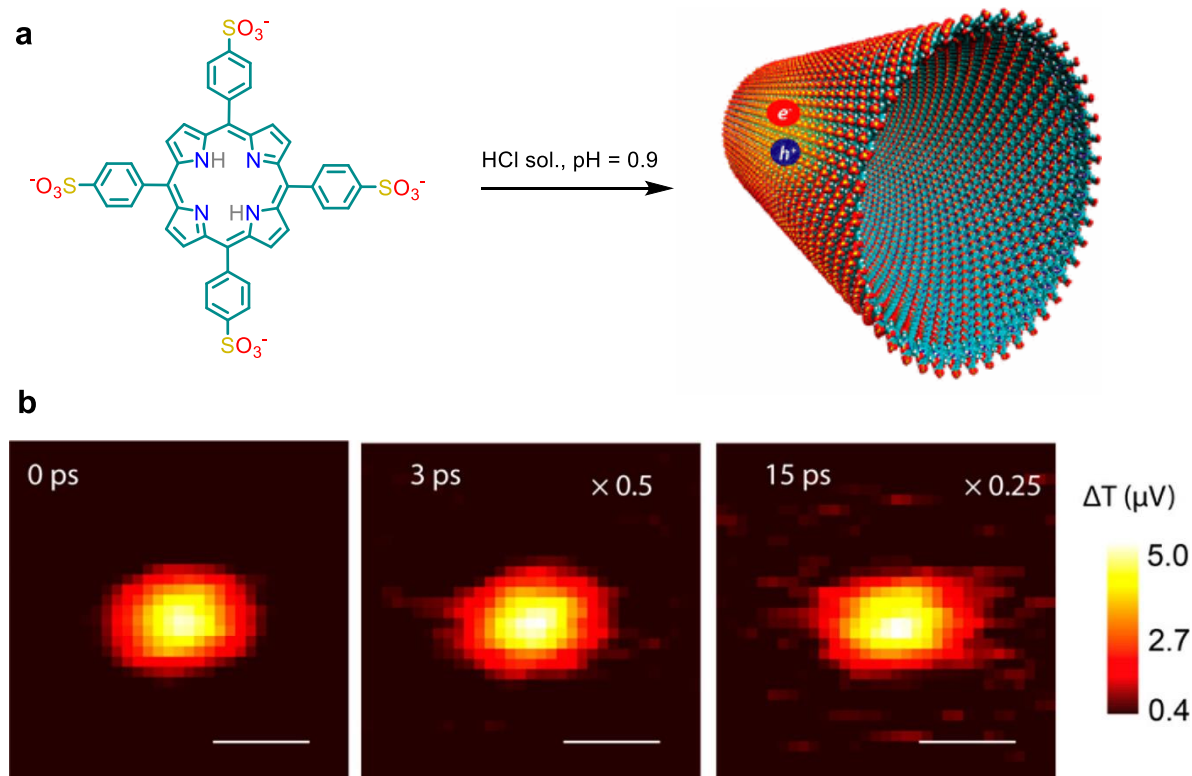 a
SO₃⁻
⁻O₃S
NH
N
SO₃⁻
N
HN
SO₃⁻
HCl sol., pH = 0.9
e⁻
h⁺
b
0 ps
3 ps
× 0.5
15 ps
× 0.25
ΔT (µV)
5.0
2.7
0.4